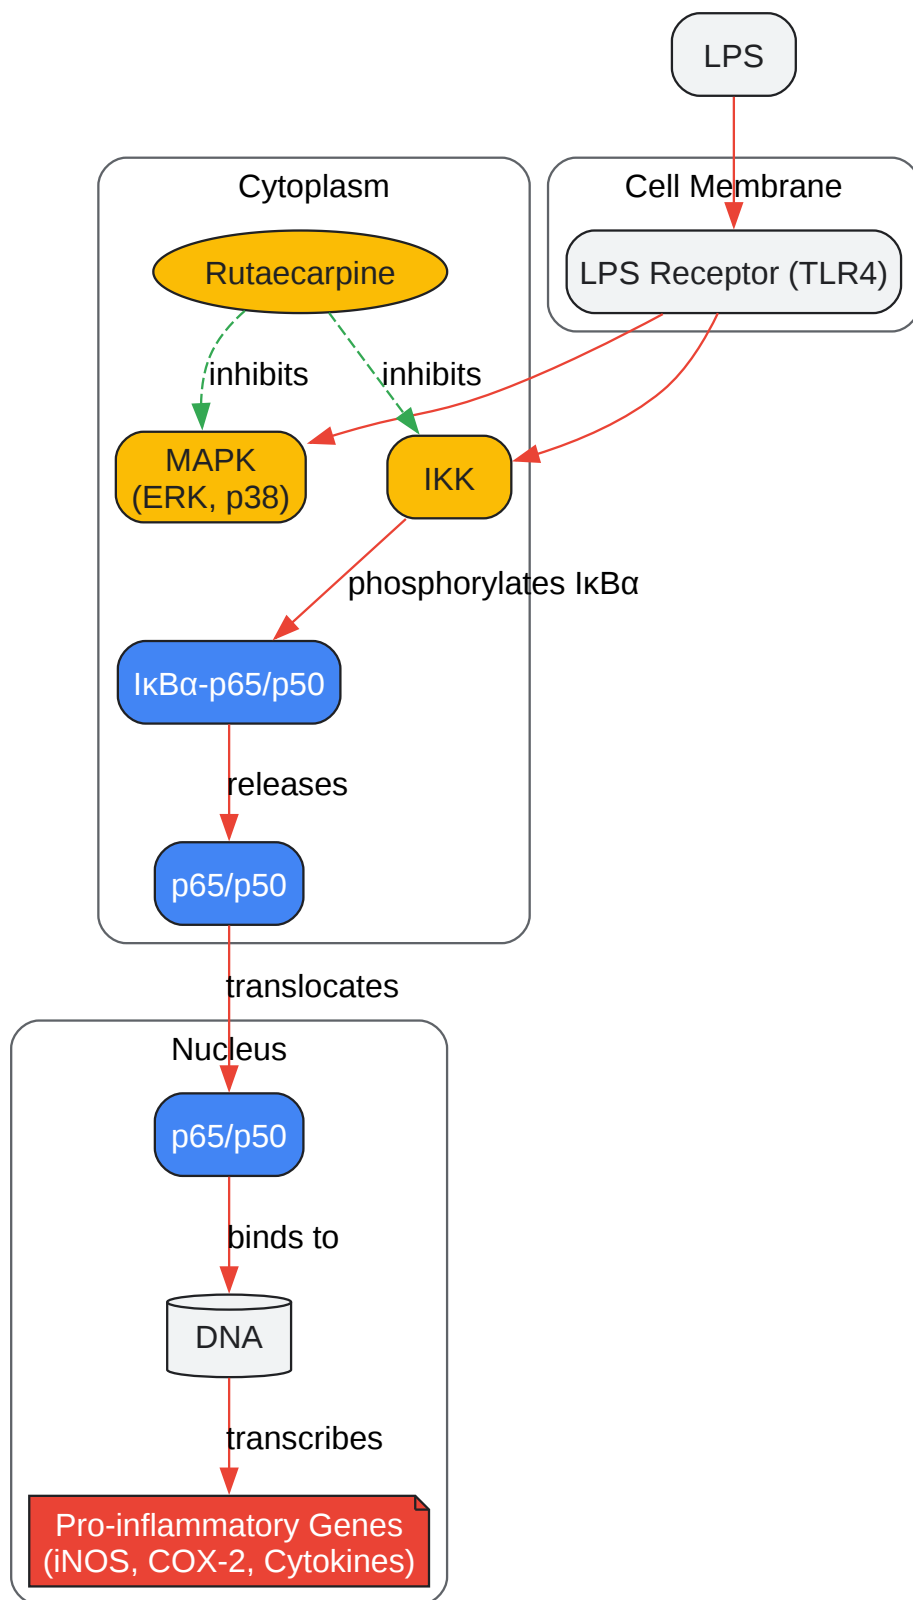 LPS
Cytoplasm
Cell Membrane
Rutaecarpine
LPS Receptor (TLR4)
inhibits
inhibits
MAPK
(ERK, p38)
IKK
phosphorylates IκBα
IκBα-p65/p50
releases
p65/p50
translocates
Nucleus
p65/p50
binds to
DNA
transcribes
Pro-inflammatory Genes
(iNOS, COX-2, Cytokines)